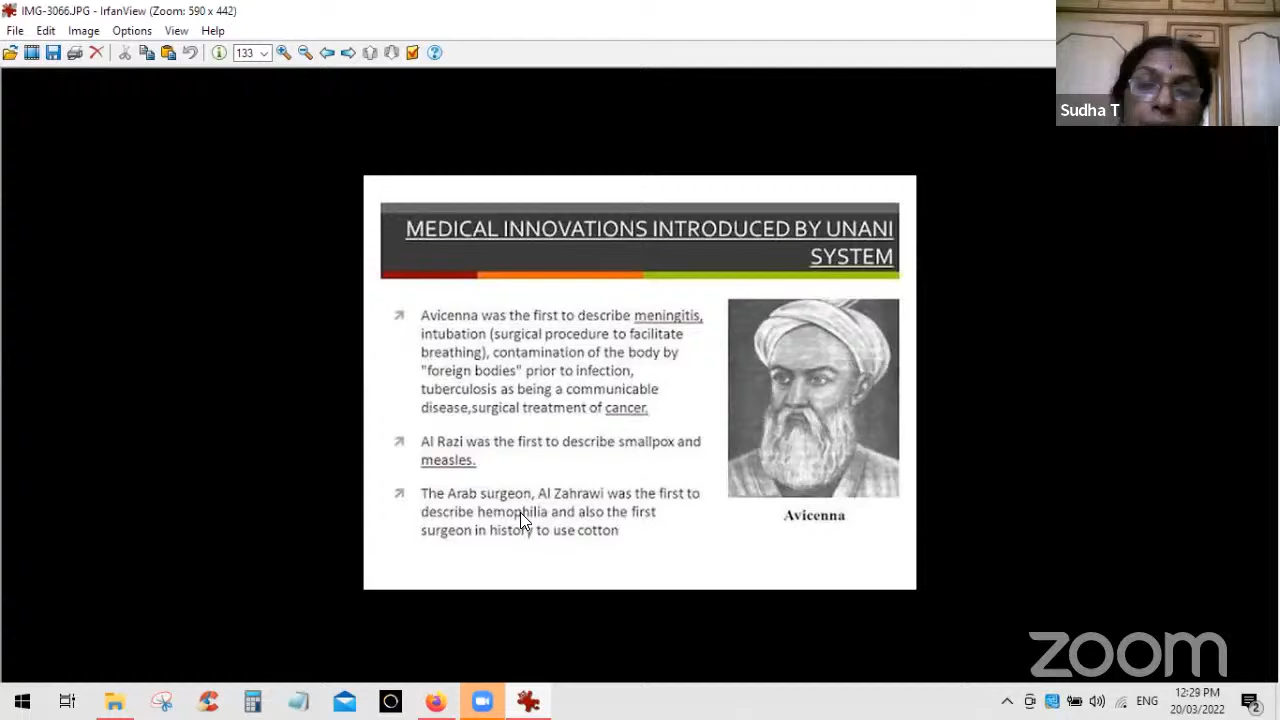 IMG-3066.JPG - IrfanView (Zoom: 590 x 442)
File Edit Image Options View Help
133
Sudha T
MEDICAL INNOVATIONS INTRODUCED BY UNANI
SYSTEM
Avicenna was the first to describe meningitis,
intubation (surgical procedure to facilitate
breathing), contamination of the body by
"foreign bodies" prior to infection,
tuberculosis as being a communicable
disease,surgical treatment of cancer.
Al Razi was the first to describe smallpox and
measles.
The Arab surgeon, Al Zahrawi was the first to
describe hemophilia and also the first
surgeon in history to use cotton
Avicenna
zoom
ENG
12:29 PM
20/03/2022
2